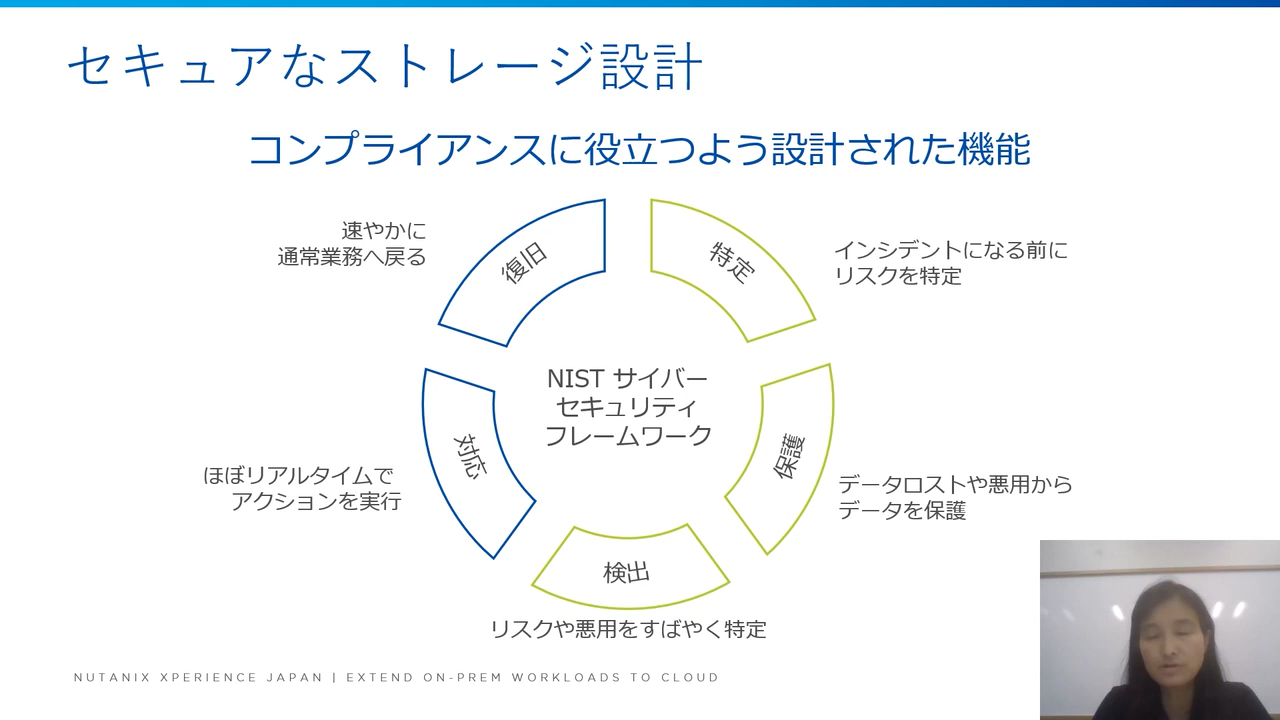 セキュアなストレージ設計
コンプライアンスに役立つよう設計された機能
速やかに
通常業務へ戻る
復旧
特定
インシデントになる前に
リスクを特定
NIST サイバー
セキュリティ
フレームワーク
対応
ほぼリアルタイムで
アクションを実行
保護
データロストや悪用から
データを保護
検出
リスクや悪用をすばやく特定
NUTANIX XPERIENCE JAPAN | EXTEND ON-PREM WORKLOADS TO CLOUD